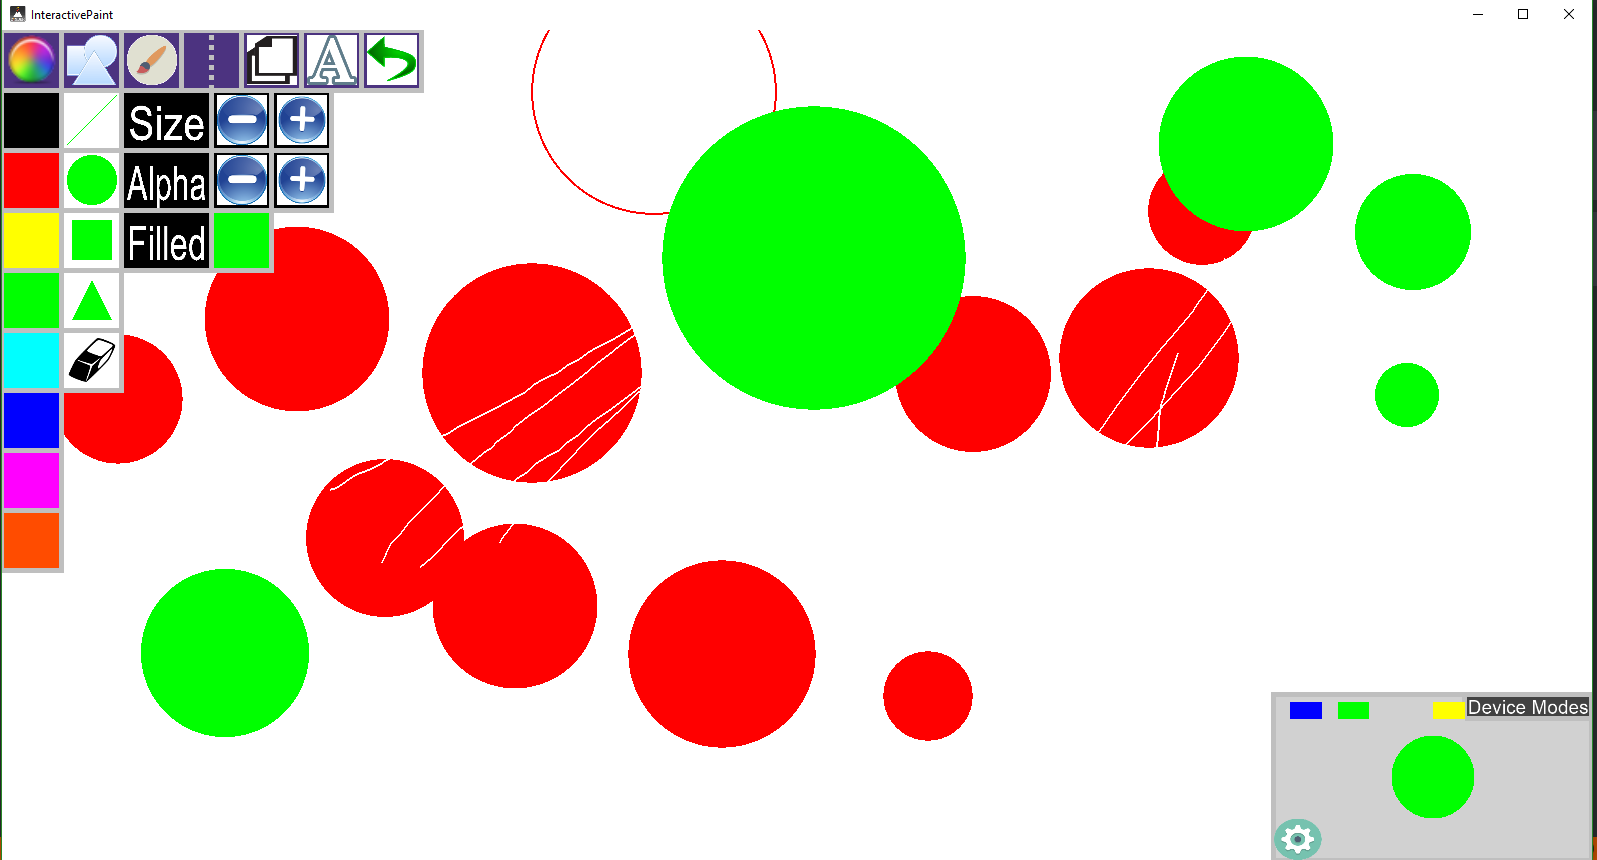 InteractivePaint
A
Size
Alpha
Filled
Device Modes